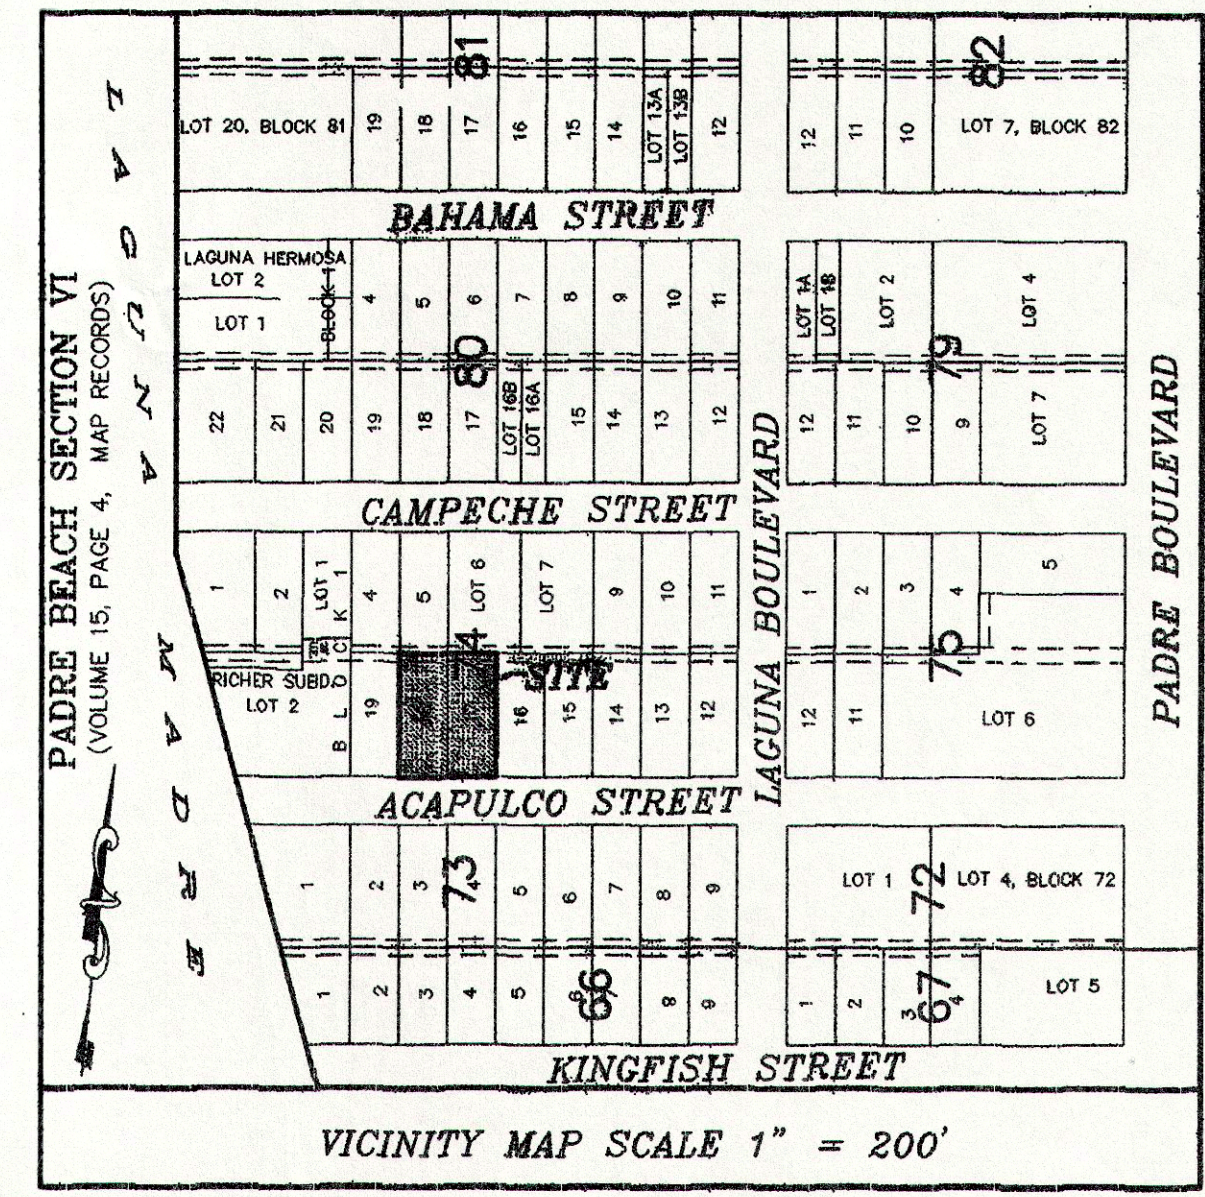 PADRE BEACH SECTION VI
(VOLUME 15, PAGE 4, MAP RECORDS)
LAGUNA MADRE
81
82
LOT 20, BLOCK 81
19
18
17
16
15
14
LOT 13A
LOT 13B
12
12
11
10
LOT 7, BLOCK 82
BAHAMA STREET
LAGUNA HERMOSA
LOT 2
LOT 1
BLOCK 1
4
5
6
7
8
9
10
11
LOT 1A
LOT 1B
LOT 2
LOT 4
80
79
22
21
20
19
18
17
LOT 16B
LOT 16A
15
14
13
12
12
11
10
9
LOT 7
CAMPECHE STREET
LAGUNA BOULEVARD
PADRE BOULEVARD
1
2
LOT 1
BLOCK 1
4
5
LOT 6
LOT 7
9
10
11
1
2
3
4
5
75
RICHER SUBD.
LOT 2
19
SITE
16
15
14
13
12
12
11
LOT 6
ACAPULCO STREET
1
2
3
4
5
6
7
8
9
73
LOT 1
72
LOT 4, BLOCK 72
1
2
3
4
5
6
66
8
9
1
2
3
4
67
LOT 5
KINGFISH STREET
VICINITY MAP SCALE 1" = 200'